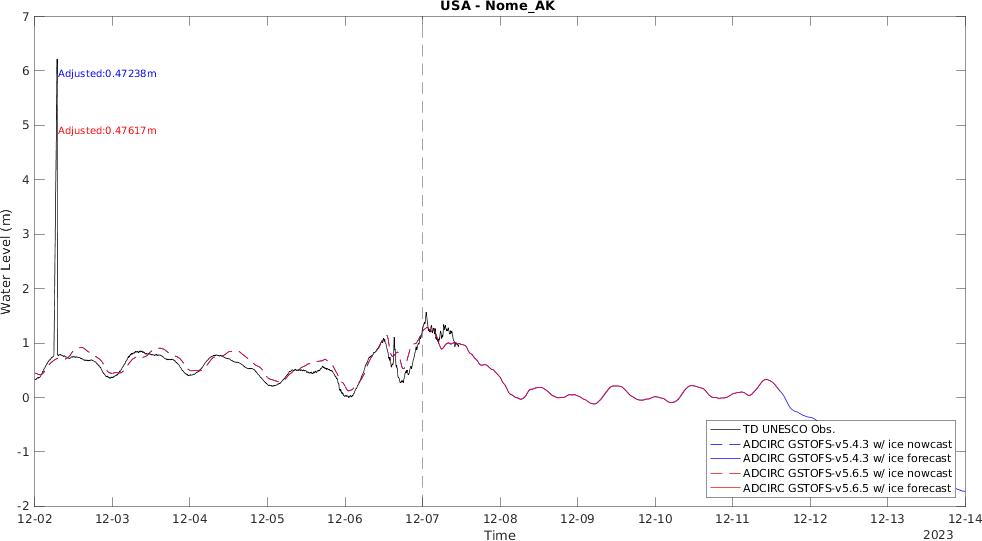 USA - Nome_AK
7
6
5
4
3
2
1
0
-1
-2
Water Level (m)
Adjusted:0.47238m
Adjusted:0.47617m
TD UNESCO Obs.
ADCIRC GSTOFS-v5.4.3 w/ ice nowcast
ADCIRC GSTOFS-v5.4.3 w/ ice forecast
ADCIRC GSTOFS-v5.6.5 w/ ice nowcast
ADCIRC GSTOFS-v5.6.5 w/ ice forecast
12-02 12-03 12-04 12-05 12-06 12-07 12-08 12-09 12-10 12-11 12-12 12-13 12-14
Time
2023